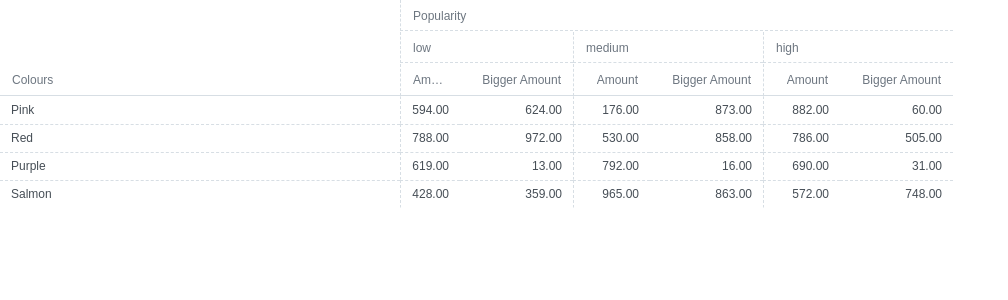 Popularity
low medium high
Colours Am... Bigger Amount Amount Bigger Amount Amount Bigger Amount
Pink 594.00 624.00 176.00 873.00 882.00 60.00
Red 788.00 972.00 530.00 858.00 786.00 505.00
Purple 619.00 13.00 792.00 16.00 690.00 31.00
Salmon 428.00 359.00 965.00 863.00 572.00 748.00